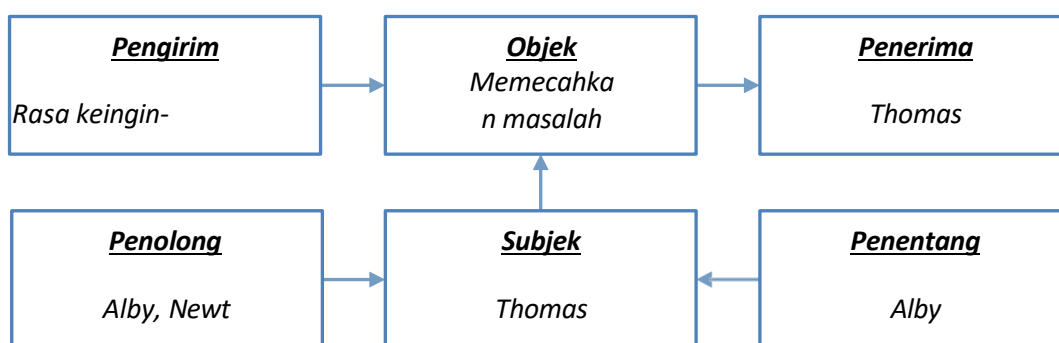 Pengirim
Rasa keingin-
Objek
Memecahka
n masalah
Penerima
Thomas
Penolong
Alby, Newt
Subjek
Thomas
Penentang
Alby